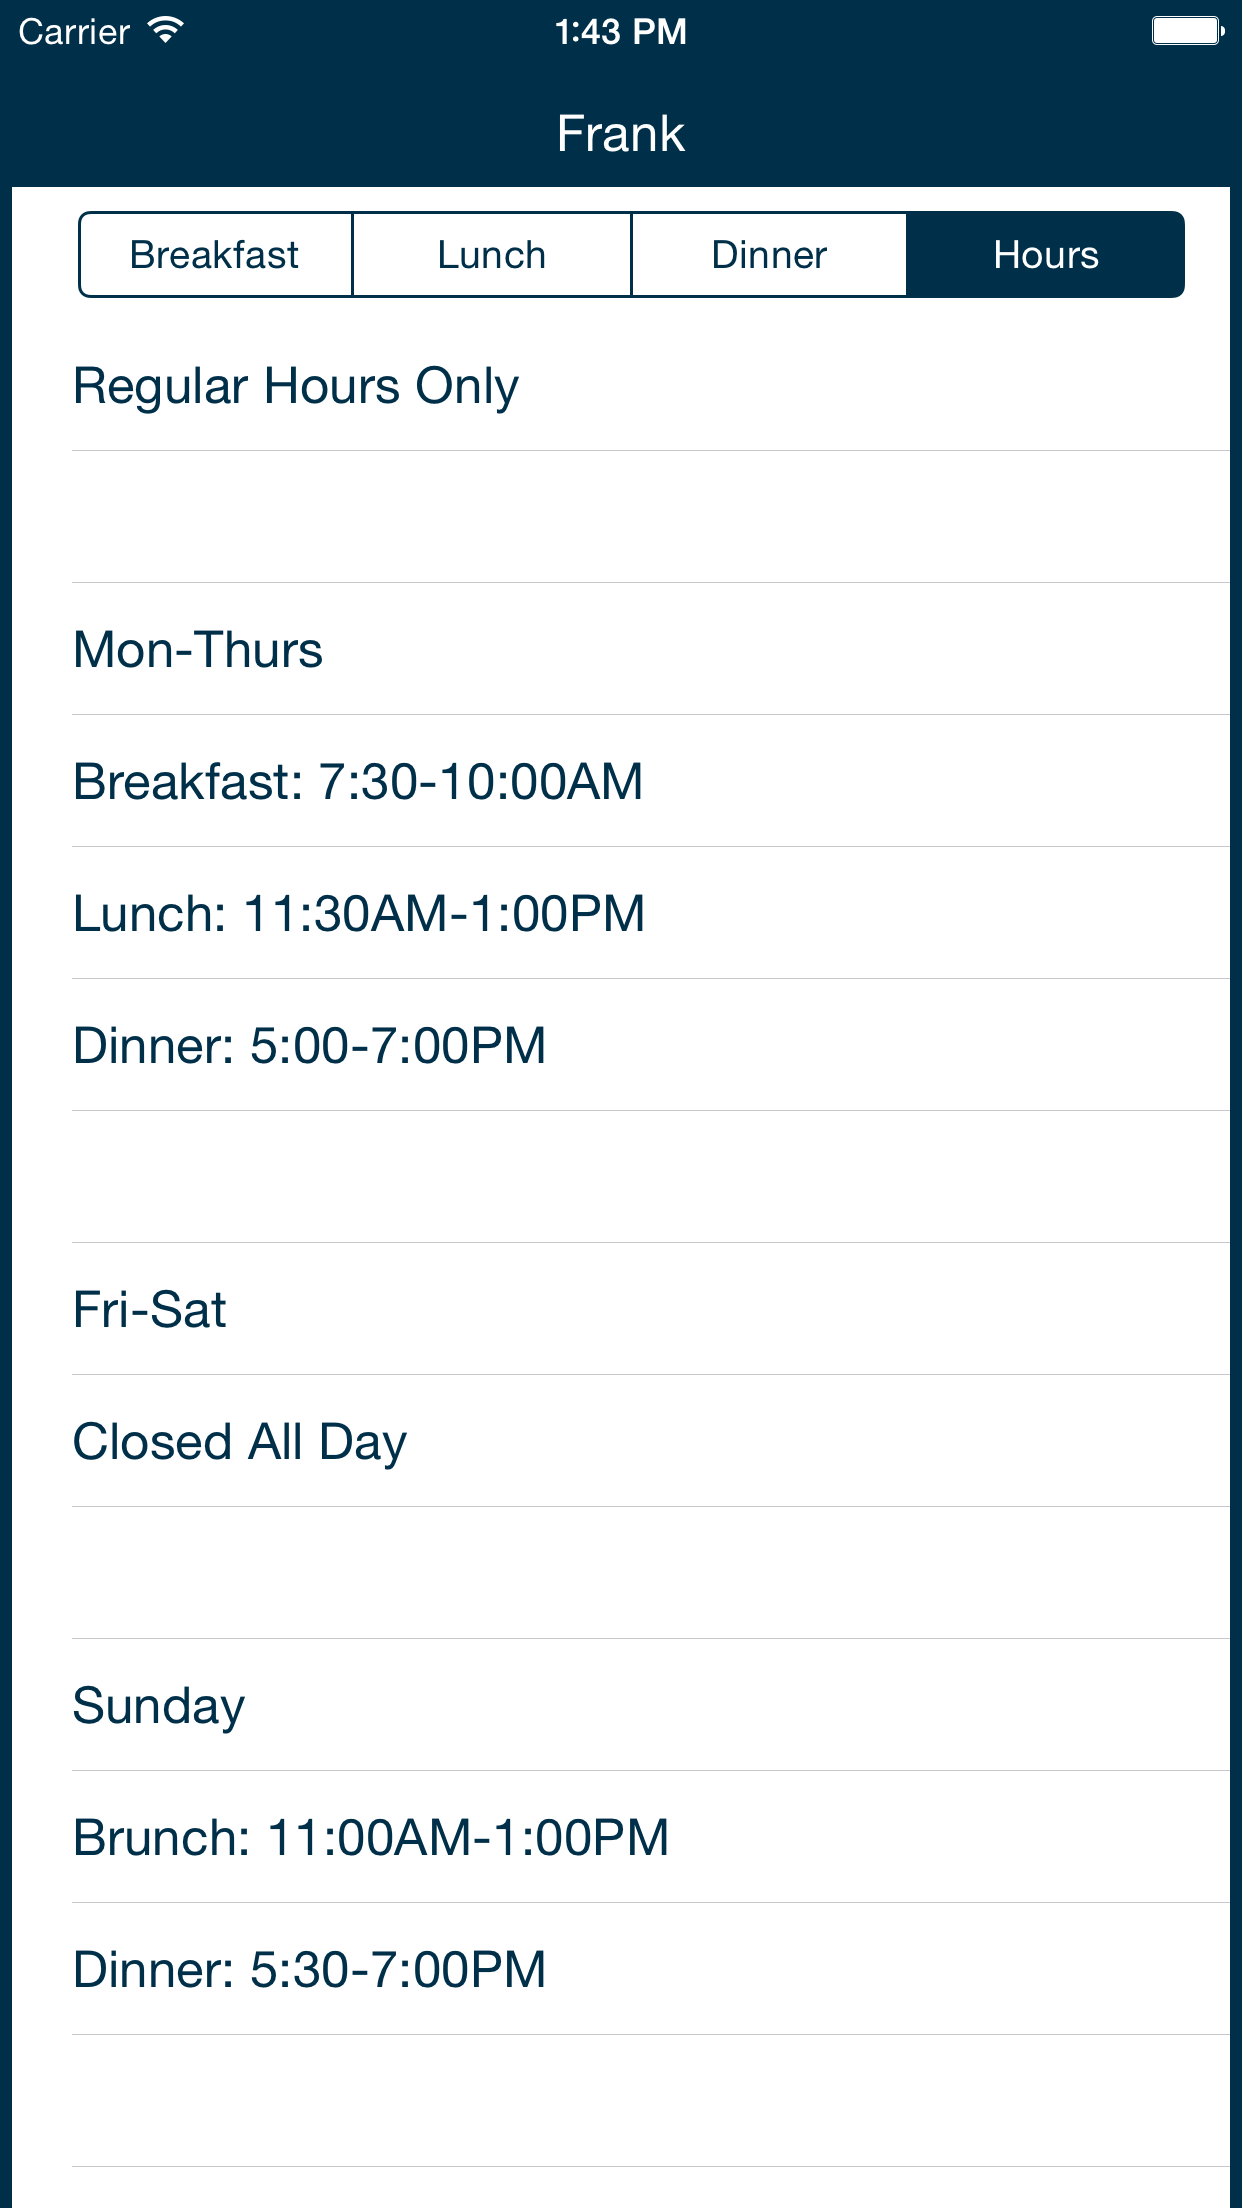 Carrier 1:43 PM
Frank
Breakfast Lunch Dinner Hours
Regular Hours Only
Mon-Thurs
Breakfast: 7:30-10:00AM
Lunch: 11:30AM-1:00PM
Dinner: 5:00-7:00PM
Fri-Sat
Closed All Day
Sunday
Brunch: 11:00AM-1:00PM
Dinner: 5:30-7:00PM